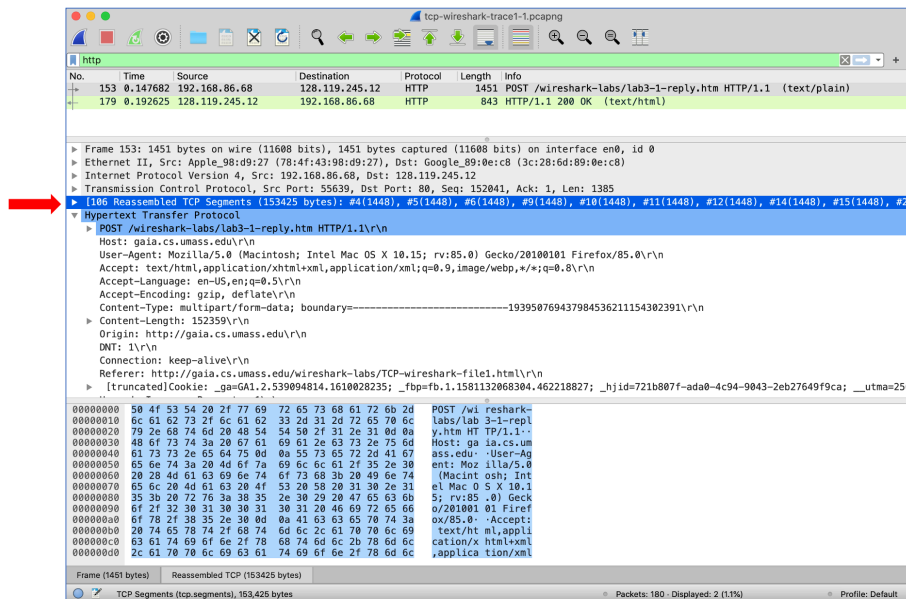 tcp-wireshark-trace1-1.pcapng
http
No. Time Source Destination Protocol Length Info
153 0.147682 192.168.86.68 128.119.245.12 HTTP 1451 POST /wireshark-labs/lab3-1-reply.htm HTTP/1.1 (text/plain)
179 0.192625 128.119.245.12 192.168.86.68 HTTP 843 HTTP/1.1 200 OK (text/html)
Frame 153: 1451 bytes on wire (11608 bits), 1451 bytes captured (11608 bits) on interface en0, id 0
Ethernet II, Src: Apple_98:d9:27 (78:4f:43:98:d9:27), Dst: Google_89:0e:c8 (3c:28:6d:89:0e:c8)
Internet Protocol Version 4, Src: 192.168.86.68, Dst: 128.119.245.12
Transmission Control Protocol, Src Port: 55639, Dst Port: 80, Seq: 152041, Ack: 1, Len: 1385
[106 Reassembled TCP Segments (153425 bytes): #4(1448), #5(1448), #6(1448), #9(1448), #10(1448), #11(1448), #12(1448), #14(1448), #15(1448), #2
Hypertext Transfer Protocol
POST /wireshark-labs/lab3-1-reply.htm HTTP/1.1\r\n
Host: gaia.cs.umass.edu\r\n
User-Agent: Mozilla/5.0 (Macintosh; Intel Mac OS X 10.15; rv:85.0) Gecko/20100101 Firefox/85.0\r\n
Accept: text/html,application/xhtml+xml,application/xml;q=0.9,image/webp,*/*;q=0.8\r\n
Accept-Language: en-US,en;q=0.5\r\n
Accept-Encoding: gzip, deflate\r\n
Content-Type: multipart/form-data; boundary=---------------------------193950769437984536211154302391\r\n
Content-Length: 152359\r\n
Origin: http://gaia.cs.umass.edu\r\n
DNT: 1\r\n
Connection: keep-alive\r\n
Referer: http://gaia.cs.umass.edu/wireshark-labs/TCP-wireshark-file1.html\r\n
[truncated]Cookie: _ga=GA1.2.539094814.1610028235; _fbp=fb.1.1581132068304.462218827; _hjid=721b807f-ada0-4c94-9043-2eb27649f9ca; __utma=25
00000000 50 4f 53 54 20 2f 77 69 72 65 73 68 61 72 6b 2d POST /wi reshark-
00000010 6c 61 62 73 2f 6c 61 62 33 2d 31 2d 72 65 70 6c labs/lab 3-1-repl
00000020 79 2e 68 74 6d 20 48 54 54 50 2f 31 2e 31 0d 0a y.htm HT TP/1.1··
00000030 48 6f 73 74 3a 20 67 61 69 61 2e 63 73 2e 75 6d Host: ga ia.cs.um
00000040 61 73 73 2e 65 64 75 0d 0a 55 73 65 72 2d 41 67 ass.edu· ·User-Ag
00000050 65 6e 74 3a 20 4d 6f 7a 69 6c 6c 61 2f 35 2e 30 ent: Moz illa/5.0
00000060 20 28 4d 61 63 69 6e 74 6f 73 68 3b 20 49 6e 74 (Macint osh; Int
00000070 65 6c 20 4d 61 63 20 4f 53 20 58 20 31 30 2e 31 el Mac O S X 10.1
00000080 35 3b 20 72 76 3a 38 35 2e 30 29 20 47 65 63 6b 5; rv:85 .0) Geck
00000090 6f 2f 32 30 31 30 30 31 30 31 20 46 69 72 65 66 o/201001 01 Firef
000000a0 6f 78 2f 38 35 2e 30 0d 0a 41 63 63 65 70 74 3a ox/85.0· ·Accept:
000000b0 20 74 65 78 74 2f 68 74 6d 6c 2c 61 70 70 6c 69 text/ht ml,appli
000000c0 63 61 74 69 6f 6e 2f 78 68 74 6d 6c 2b 78 6d 6c cation/x html+xml
000000d0 2c 61 70 70 6c 69 63 61 74 69 6f 6e 2f 78 6d 6c ,applica tion/xml
Frame (1451 bytes) Reassembled TCP (153425 bytes)
TCP Segments (tcp.segments), 153,425 bytes Packets: 180 · Displayed: 2 (1.1%) Profile: Default